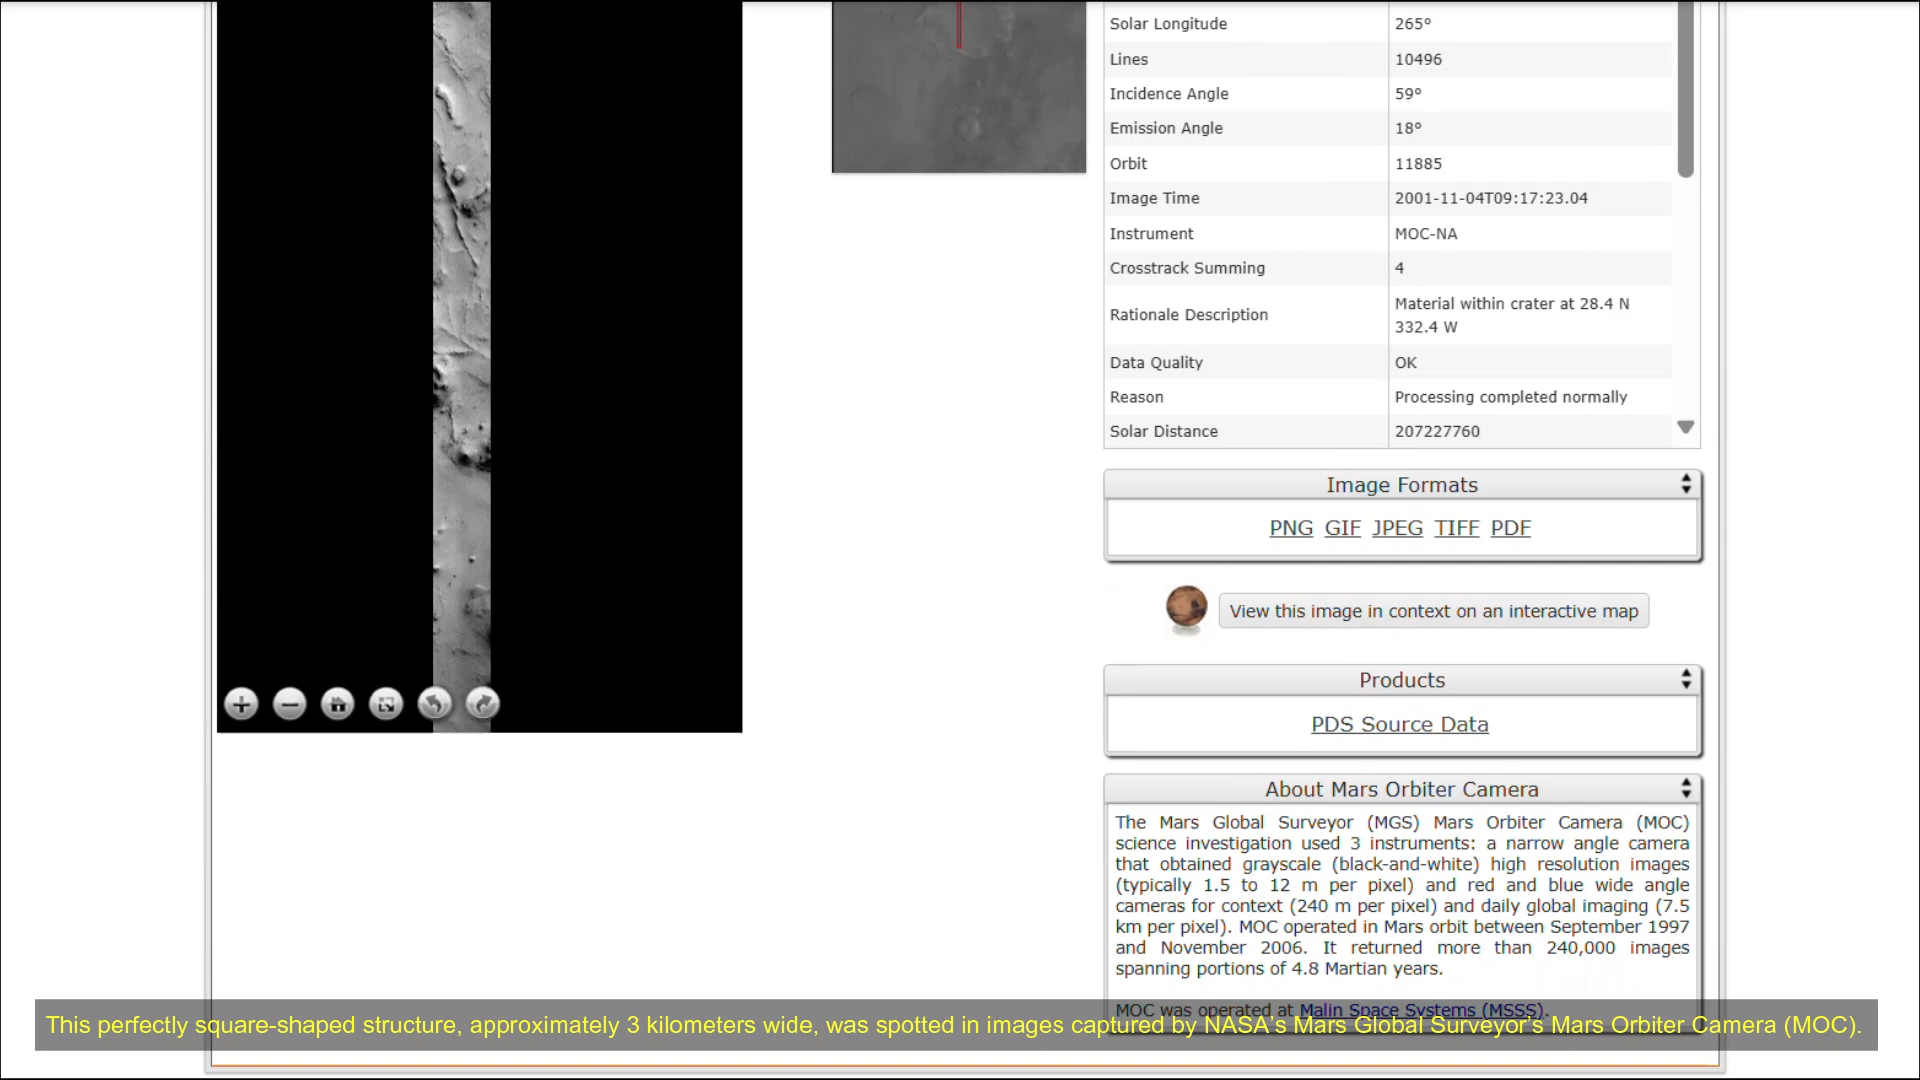 Solar Longitude 265°
Lines 10496
Incidence Angle 59°
Emission Angle 18°
Orbit 11885
Image Time 2001-11-04T09:17:23.04
Instrument MOC-NA
Crosstrack Summing 4
Rationale Description Material within crater at 28.4 N
332.4 W
Data Quality OK
Reason Processing completed normally
Solar Distance 207227760
Image Formats
PNG GIF JPEG TIFF PDF
View this image in context on an interactive map
Products
PDS Source Data
About Mars Orbiter Camera
The Mars Global Surveyor (MGS) Mars Orbiter Camera (MOC)
science investigation used 3 instruments: a narrow angle camera
that obtained grayscale (black-and-white) high resolution images
(typically 1.5 to 12 m per pixel) and red and blue wide angle
cameras for context (240 m per pixel) and daily global imaging (7.5
km per pixel). MOC operated in Mars orbit between September 1997
and November 2006. It returned more than 240,000 images
spanning portions of 4.8 Martian years.
MOC was operated at Malin Space Systems (MSSS).
This perfectly square-shaped structure, approximately 3 kilometers wide, was spotted in images captured by NASA's Mars Global Surveyor's Mars Orbiter Camera (MOC).